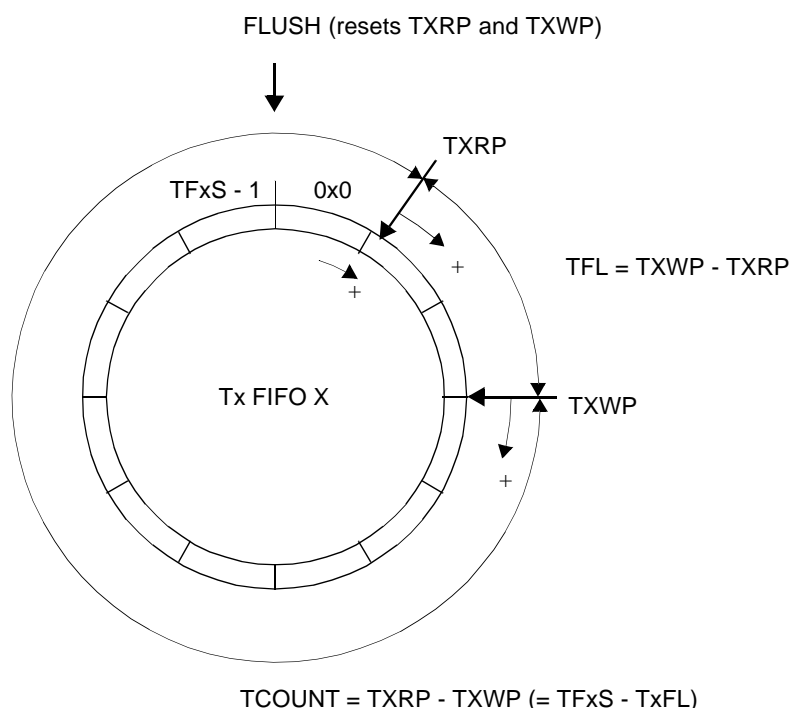 FLUSH (resets TXRP and TXWP)
TXRP
TFxS - 1
0x0
+
TFL = TXWP - TXRP
+
Tx FIFO X
TXWP
+
TCOUNT = TXRP - TXWP (= TFxS - TxFL)